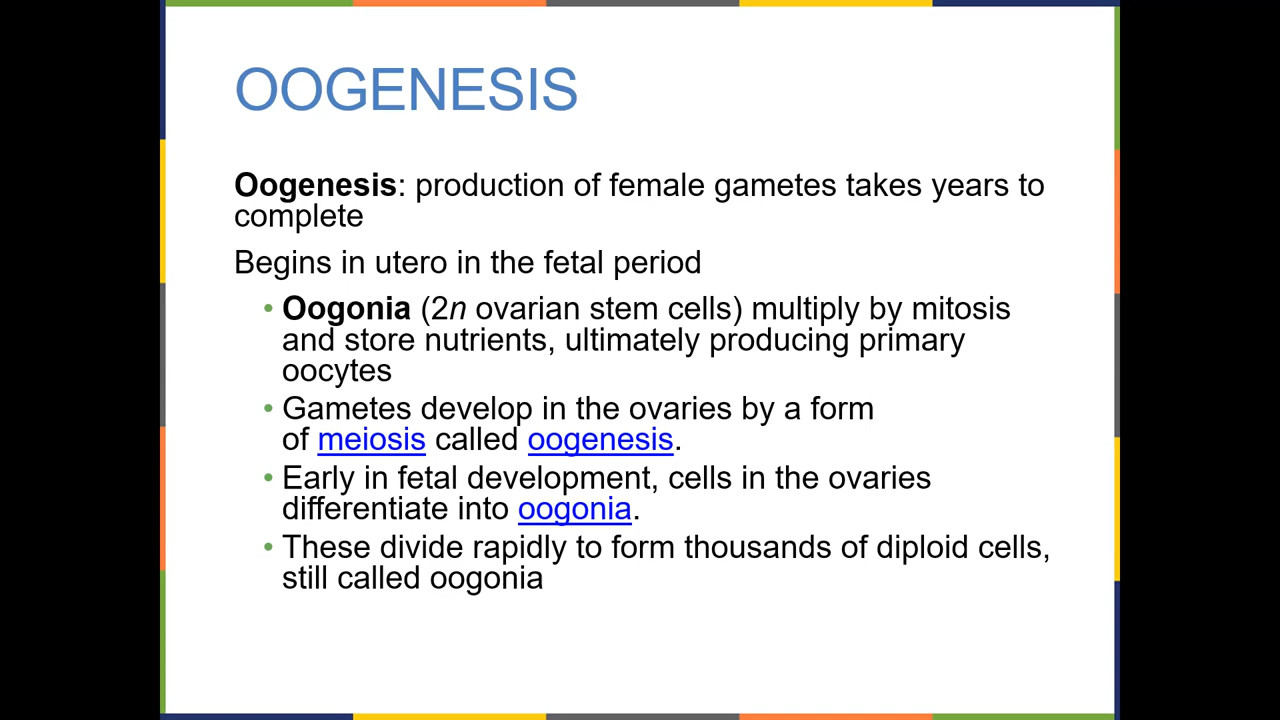 OOGENESIS
Oogenesis: production of female gametes takes years to
complete
Begins in utero in the fetal period
• Oogonia (2n ovarian stem cells) multiply by mitosis
and store nutrients, ultimately producing primary
oocytes
• Gametes develop in the ovaries by a form
of meiosis called oogenesis.
• Early in fetal development, cells in the ovaries
differentiate into oogonia.
• These divide rapidly to form thousands of diploid cells,
still called oogonia